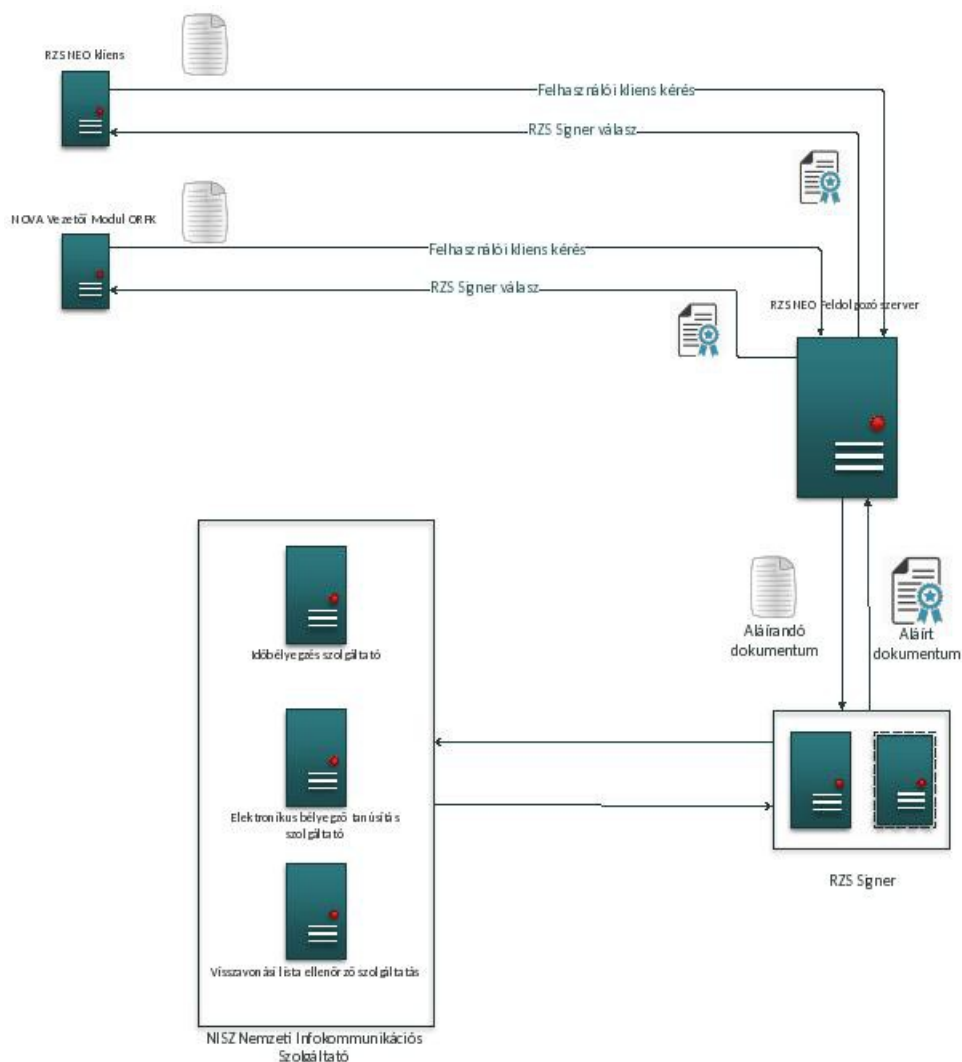 RZS NEO kliens
Felhasználói kliens kérés
RZS Signer válasz
NOVA Vezetői Modul ORFK
Felhasználói kliens kérés
RZS Signer válasz
RZS NEO Feldolgozó szerver
Aláírandó
dokumentum
Aláírt
dokumentum
Időbélyegzés szolgáltató
Elektronikus bélyegző tanúsítás
szolgáltató
Visszavonási lista ellenőrző szolgáltatás
RZS Signer
NISZ Nemzeti Infokommunikációs
Szolgáltató